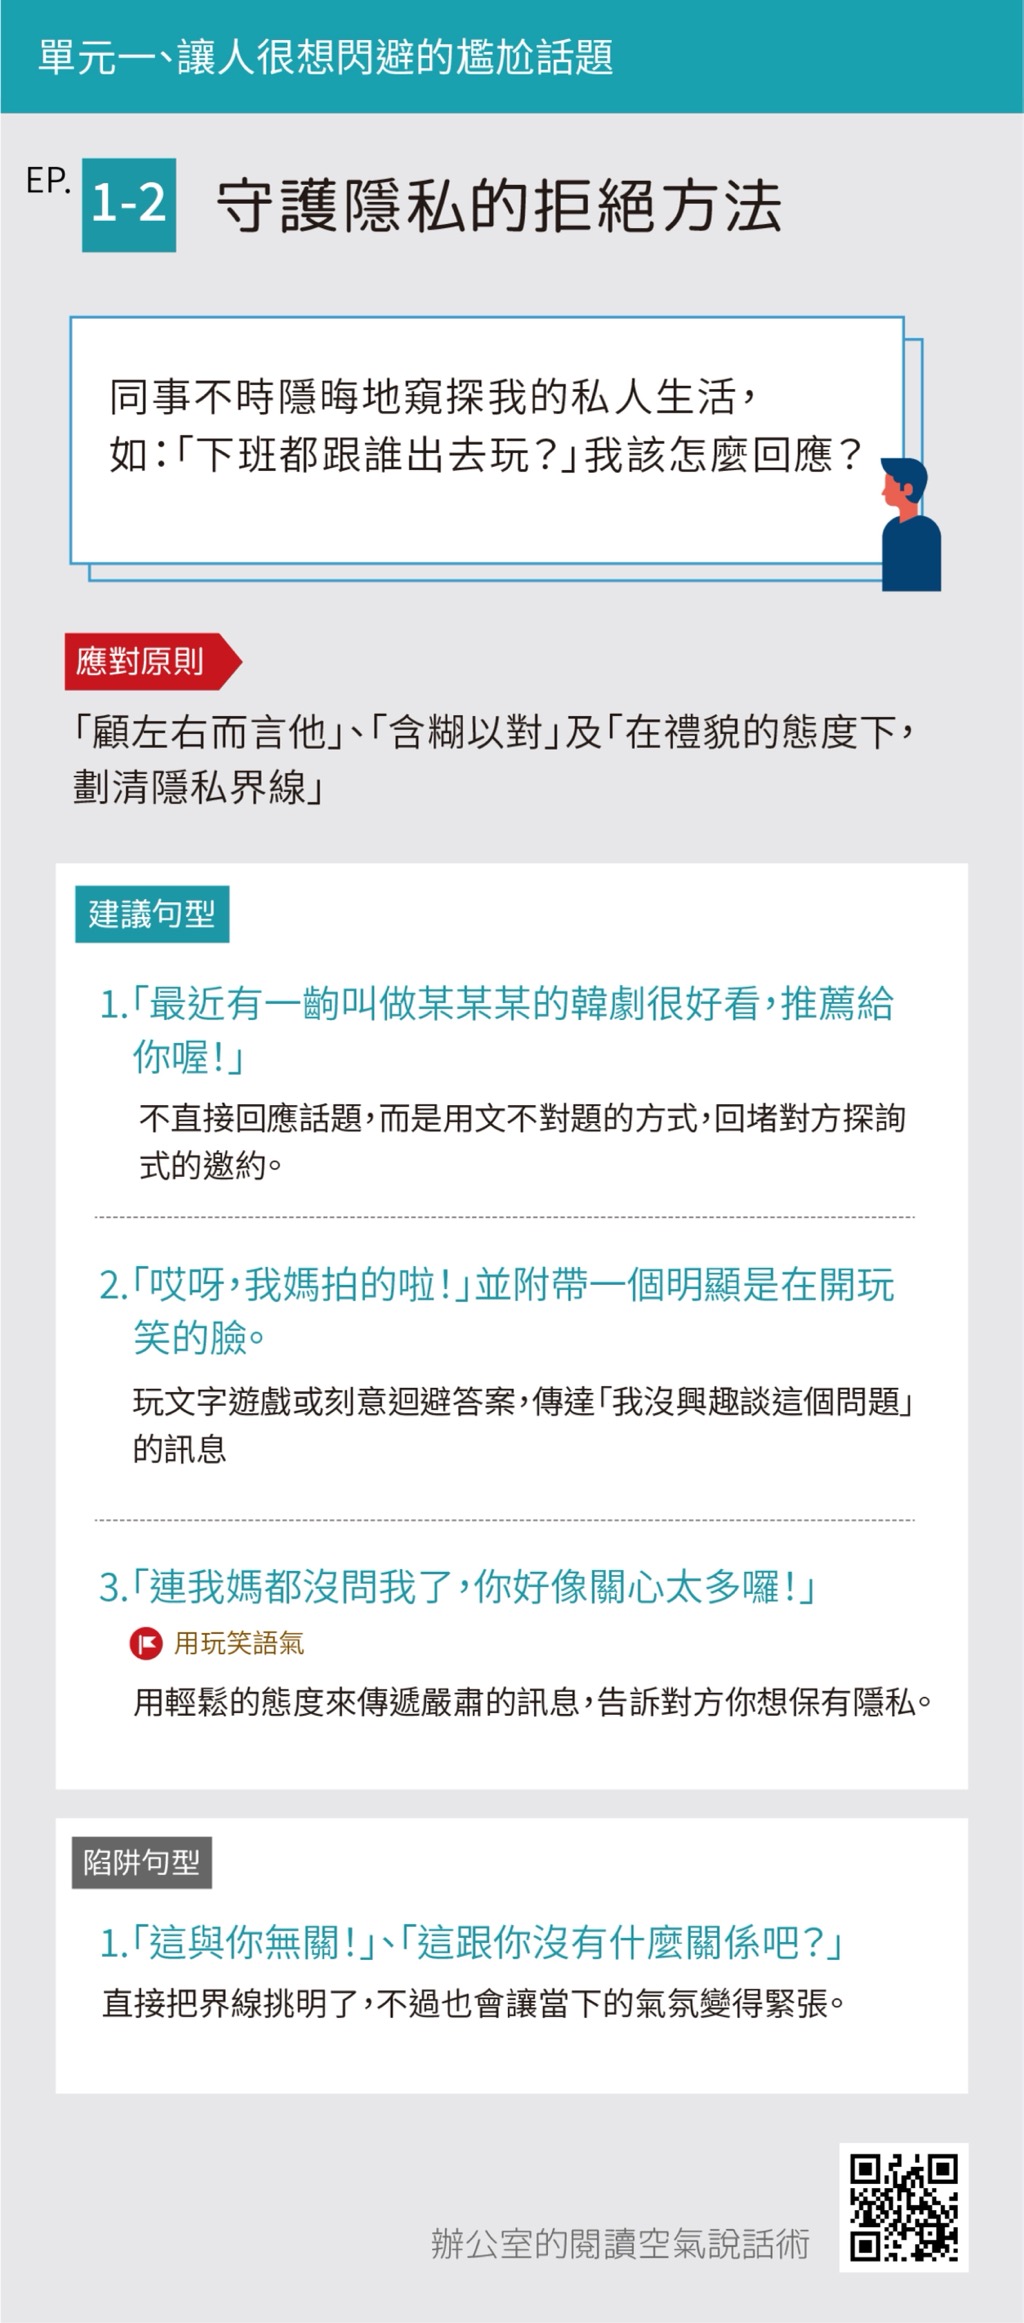 單元一、讓人很想閃避的尷尬話題
EP. 1-2 守護隱私的拒絕方法
同事不時隱晦地窺探我的私人生活，
如：「下班都跟誰出去玩？」我該怎麼回應？
應對原則
「顧左右而言他」、「含糊以對」及「在禮貌的態度下，
劃清隱私界線」
建議句型
1.「最近有一齣叫做某某某的韓劇很好看，推薦給
你喔！」
不直接回應話題，而是用文不對題的方式，回堵對方探詢
式的邀約。
2.「哎呀，我媽拍的啦！」並附帶一個明顯是在開玩
笑的臉。
玩文字遊戲或刻意迴避答案，傳達「我沒興趣談這個問題」
的訊息
3.「連我媽都沒問我了，你好像關心太多囉！」
用玩笑語氣
用輕鬆的態度來傳遞嚴肅的訊息，告訴對方你想保有隱私。
陷阱句型
1.「這與你無關！」、「這跟你沒有什麼關係吧？」
直接把界線挑明了，不過也會讓當下的氣氛變得緊張。
辦公室的閱讀空氣說話術